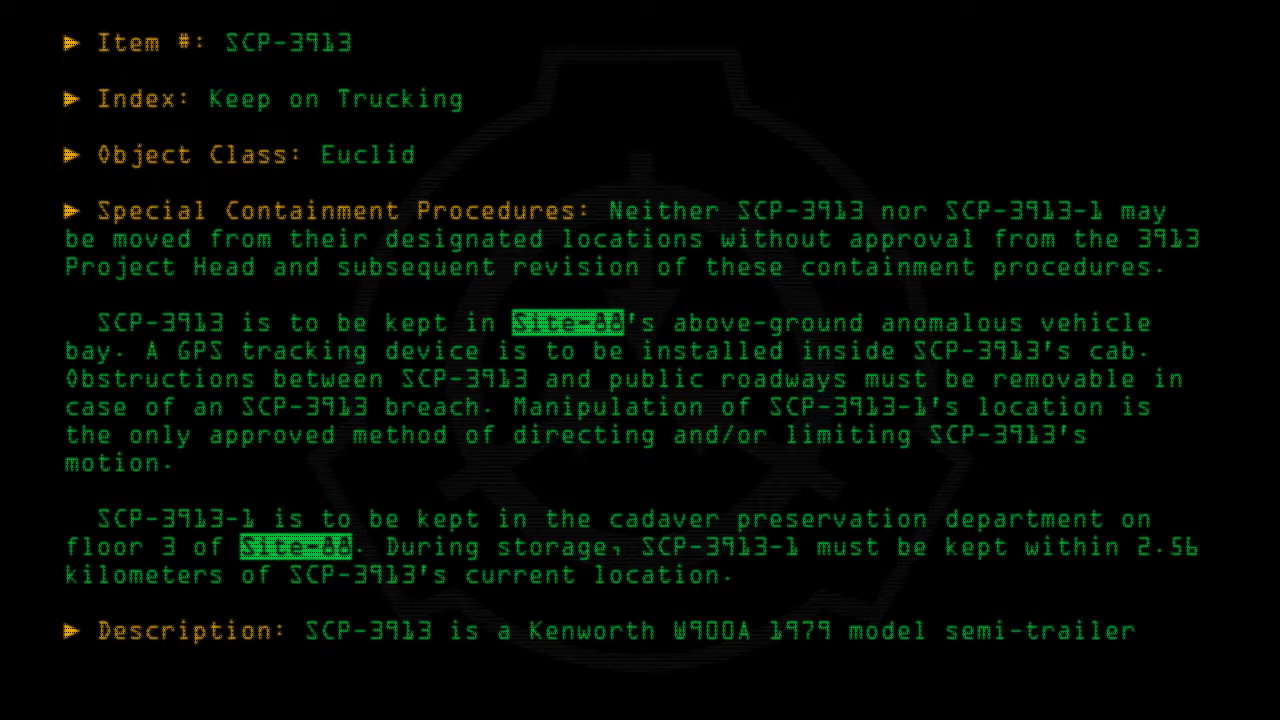 ► Item #: SCP-3913
► Index: Keep on Trucking
► Object Class: Euclid
► Special Containment Procedures: Neither SCP-3913 nor SCP-3913-1 may
be moved from their designated locations without approval from the 3913
Project Head and subsequent revision of these containment procedures.
SCP-3913 is to be kept in Site-88's above-ground anomalous vehicle
bay. A GPS tracking device is to be installed inside SCP-3913's cab.
Obstructions between SCP-3913 and public roadways must be removable in
case of an SCP-3913 breach. Manipulation of SCP-3913-1's location is
the only approved method of directing and/or limiting SCP-3913's
motion.
SCP-3913-1 is to be kept in the cadaver preservation department on
floor 3 of Site-88. During storage, SCP-3913-1 must be kept within 2.56
kilometers of SCP-3913's current location.
► Description: SCP-3913 is a Kenworth W900A 1979 model semi-trailer